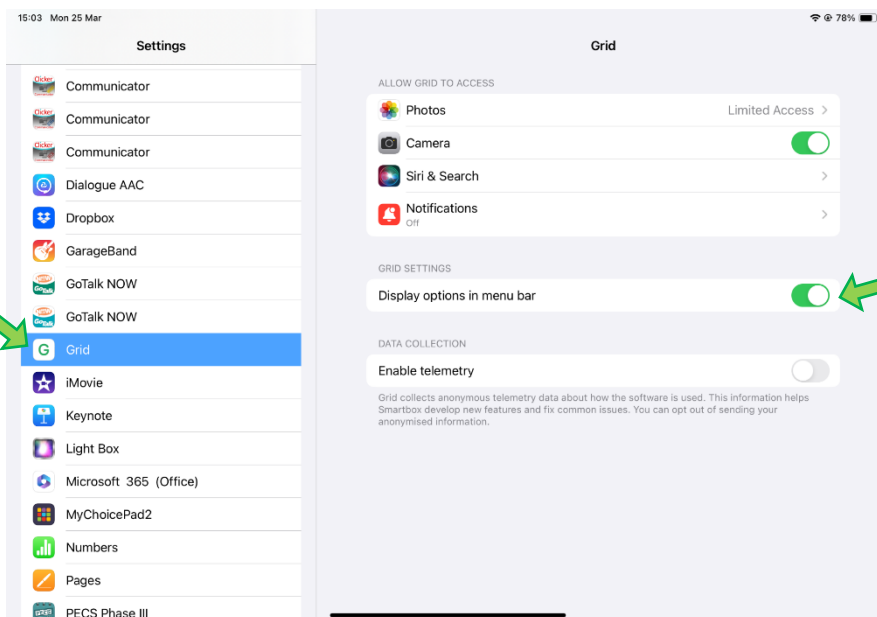 15:03 Mon 25 Mar
78%
Settings
Communicator
Communicator
Communicator
Dialogue AAC
Dropbox
GarageBand
GoTalk NOW
GoTalk NOW
Grid
iMovie
Keynote
Light Box
Microsoft 365 (Office)
MyChoicePad2
Numbers
Pages
PECS Phase III
Grid
ALLOW GRID TO ACCESS
Photos Limited Access
Camera
Siri & Search
Notifications
Off
GRID SETTINGS
Display options in menu bar
DATA COLLECTION
Enable telemetry
Grid collects anonymous telemetry data about how the software is used. This information helps
Smartbox develop new features and fix common issues. You can opt out of sending your
anonymised information.